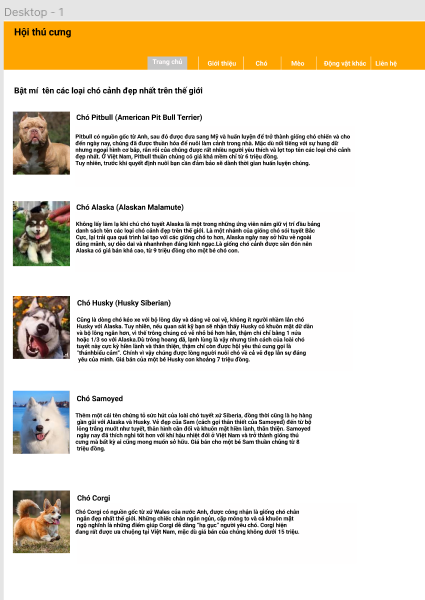 Desktop - 1
Hội thú cưng
Trang chủ Giới thiệu Chó Mèo Động vật khác Liên hệ
Bật mí tên các loại chó cảnh đẹp nhất trên thế giới
Chó Pitbull (American Pit Bull Terrier)
Pitbull có nguồn gốc từ Anh, sau đó được đưa sang Mỹ và huấn luyện để trở thành giống chó chiến và cho
đến ngày nay, chúng đã được thuần hóa để nuôi làm cảnh trong nhà. Mặc dù nổi tiếng với sự hung dữ
nhưng ngoại hình cơ bắp, rắn rỏi của chúng được rất nhiều người yêu thích và lọt top tên các loại chó cảnh
đẹp nhất. Ở Việt Nam, Pitbull thuần chủng có giá khá mềm chỉ từ 6 triệu đồng.
Tuy nhiên, trước khi quyết định nuôi bạn cần đảm bảo sẽ dành thời gian huấn luyện chúng.
Chó Alaska (Alaskan Malamute)
Không lấy làm lạ khi chú chó tuyết Alaska là một trong những ứng viên nắm giữ vị trí đầu bảng
danh sách tên các loại chó cảnh đẹp trên thế giới. Là một nhánh của giống chó sói tuyết Bắc
Cực, lại trải qua quá trình lai tạo với các giống chó to hơn, Alaska ngày nay sở hữu vẻ ngoài
dũng mãnh, sự dẻo dai và nhanhnhẹn đáng kinh ngạc.Là giống chó cảnh được săn đón nên
Alaska có giá bán khá cao, từ 9 triệu đồng cho một bé chó con.
Chó Husky (Husky Siberian)
Cũng là dòng chó kéo xe với bộ lông dày và dáng vẻ oai vệ, không ít người nhầm lẫn chó
Husky với Alaska. Tuy nhiên, nếu quan sát kỹ bạn sẽ nhận thấy Husky có khuôn mặt dữ dằn
và bộ lông ngắn hơn, vì thế trông chúng có vẻ nhỏ bé hơn hẳn, thậm chí chỉ bằng 1 nửa
hoặc 1/3 so với Alaska.Dù trông hoang dã, lạnh lùng là vậy nhưng tính cách của loài chó
tuyết này cực kỳ hiền lành và thân thiện, thậm chí còn được hội yêu thú cưng gọi là
"thánhbiểu cảm". Chính vì vậy chúng được lòng người nuôi chó về cả vẻ đẹp lẫn sự đáng
yêu của mình. Giá bán của một bé Husky con khoảng 7 triệu đồng.
Chó Samoyed
Thêm một cái tên chứng tỏ sức hút của loài chó tuyết xứ Siberia, đồng thời cũng là họ hàng
gần gũi với Alaska và Husky. Vẻ đẹp của Sam (cách gọi thân thiết của Samoyed) đến từ bộ
lông trắng muốt như tuyết, thân hình cân đối và khuôn mặt hiền lành, thân thiện. Samoyed
ngày nay đã thích nghi tốt hơn với khí hậu nhiệt đới ở Việt Nam và trở thành giống thú
cưng mà bất kỳ ai cũng mong muốn sở hữu. Giá bán cho một bé Sam thuần chủng từ 8
triệu đồng.
Chó Corgi
Chó Corgi có nguồn gốc từ xứ Wales của nước Anh, được công nhận là giống chó chân
ngắn đẹp nhất thế giới. Những chiếc chân ngắn ngủn, cặp mông to và cả khuôn mặt
ngộ nghĩnh là những điểm giúp Corgi dễ dàng "hạ gục" người yêu chó. Corgi hiện
đang rất được ưa chuộng tại Việt Nam, mặc dù giá bán của chúng không dưới 15 triệu.